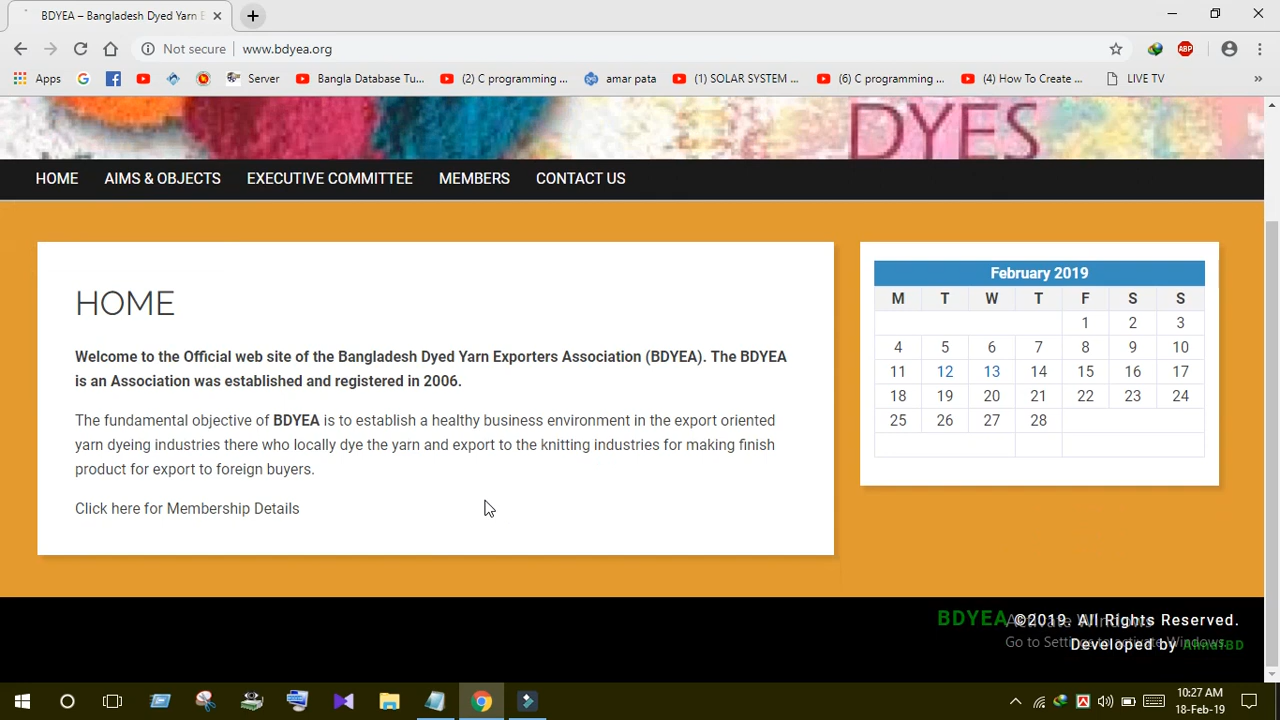 BDYEA – Bangladesh Dyed Yarn E
Not secure www.bdyea.org
ABP
Apps Server Bangla Database Tu... (2) C programming ... amar pata (1) SOLAR SYSTEM ... (6) C programming ... (4) How To Create ... LIVE TV »
DYES
HOME AIMS & OBJECTS EXECUTIVE COMMITTEE MEMBERS CONTACT US
HOME
Welcome to the Official web site of the Bangladesh Dyed Yarn Exporters Association (BDYEA). The BDYEA
is an Association was established and registered in 2006.
The fundamental objective of BDYEA is to establish a healthy business environment in the export oriented
yarn dyeing industries there who locally dye the yarn and export to the knitting industries for making finish
product for export to foreign buyers.
Click here for Membership Details
February 2019
M T W T F S S
1 2 3
4 5 6 7 8 9 10
11 12 13 14 15 16 17
18 19 20 21 22 23 24
25 26 27 28
BDYEA ©2019. All Rights Reserved.
Activate Windows
Go to Settings to activate Windows.
Developed by
10:27 AM
18-Feb-19